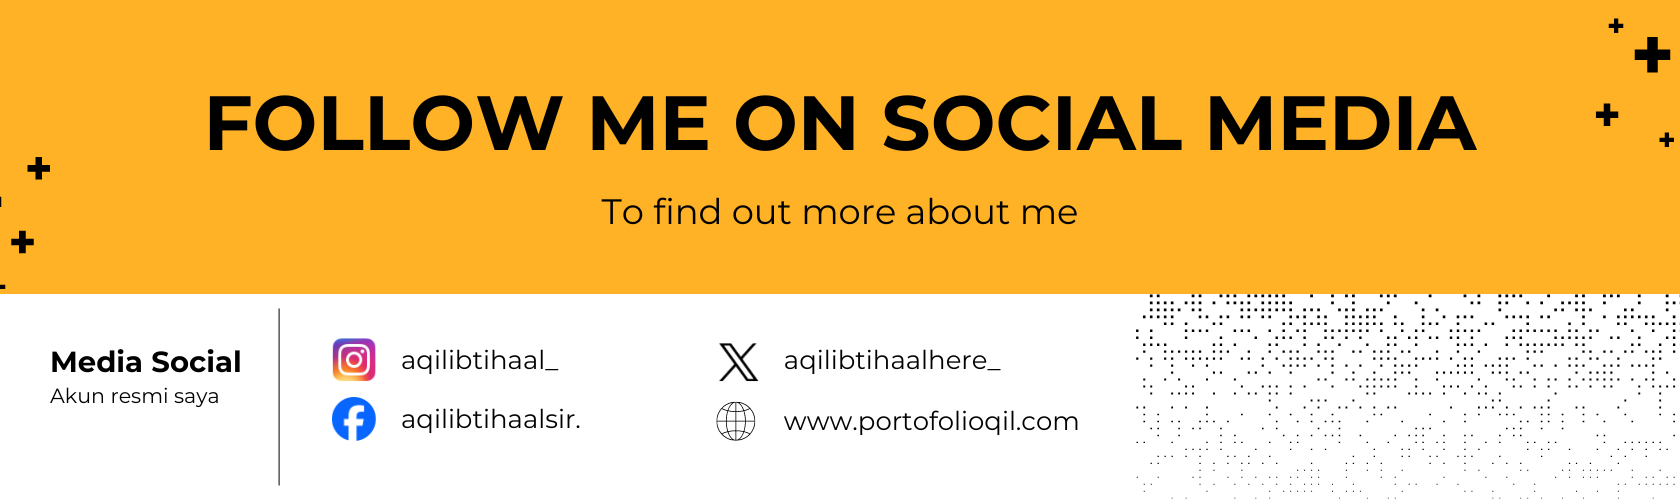 FOLLOW ME ON SOCIAL MEDIA
To find out more about me
Media Social
Akun resmi saya
aqilibtihaal_
aqilibtihaalsir.
aqilibtihaalhere_
www.portofolioqil.com